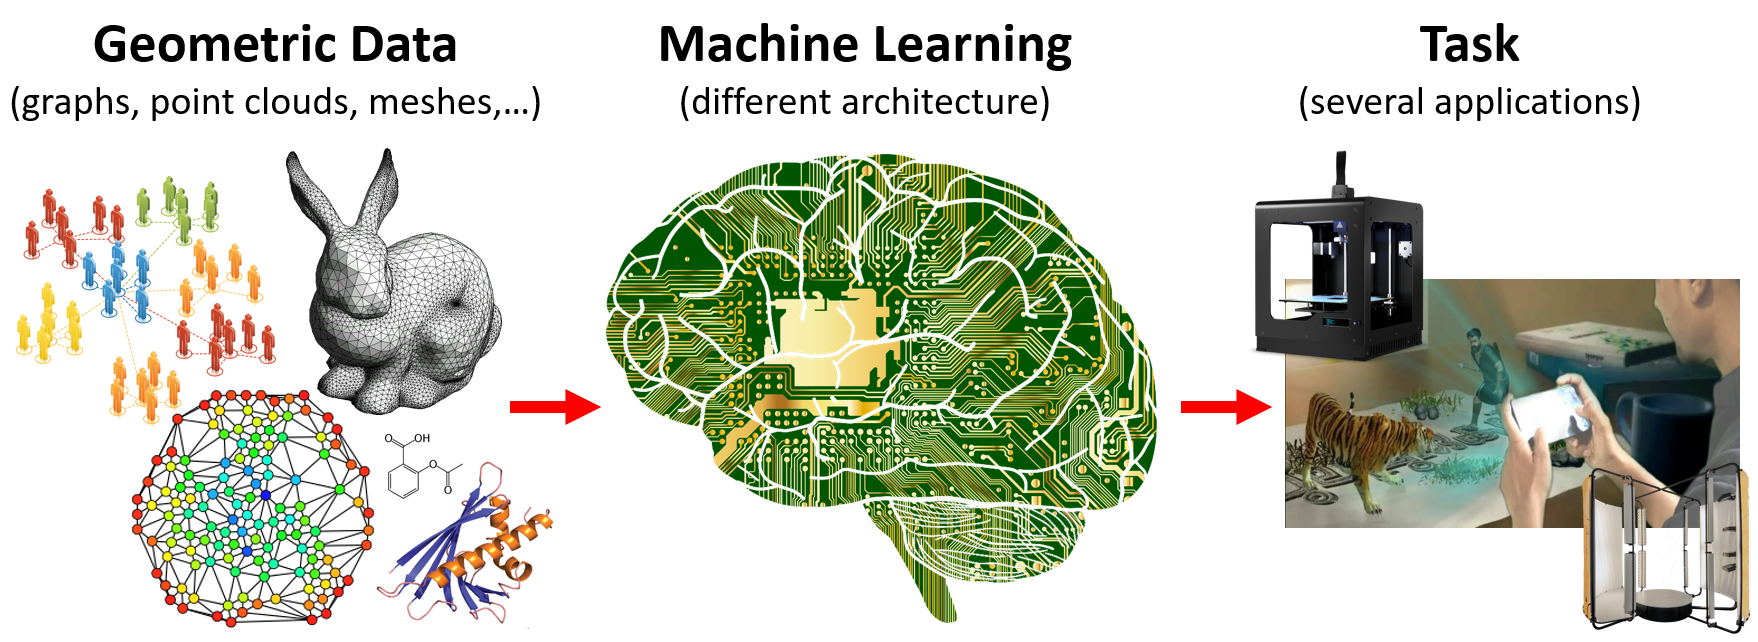 Geometric Data
(graphs, point clouds, meshes,...)
Machine Learning
(different architecture)
Task
(several applications)
O
OH
O
O